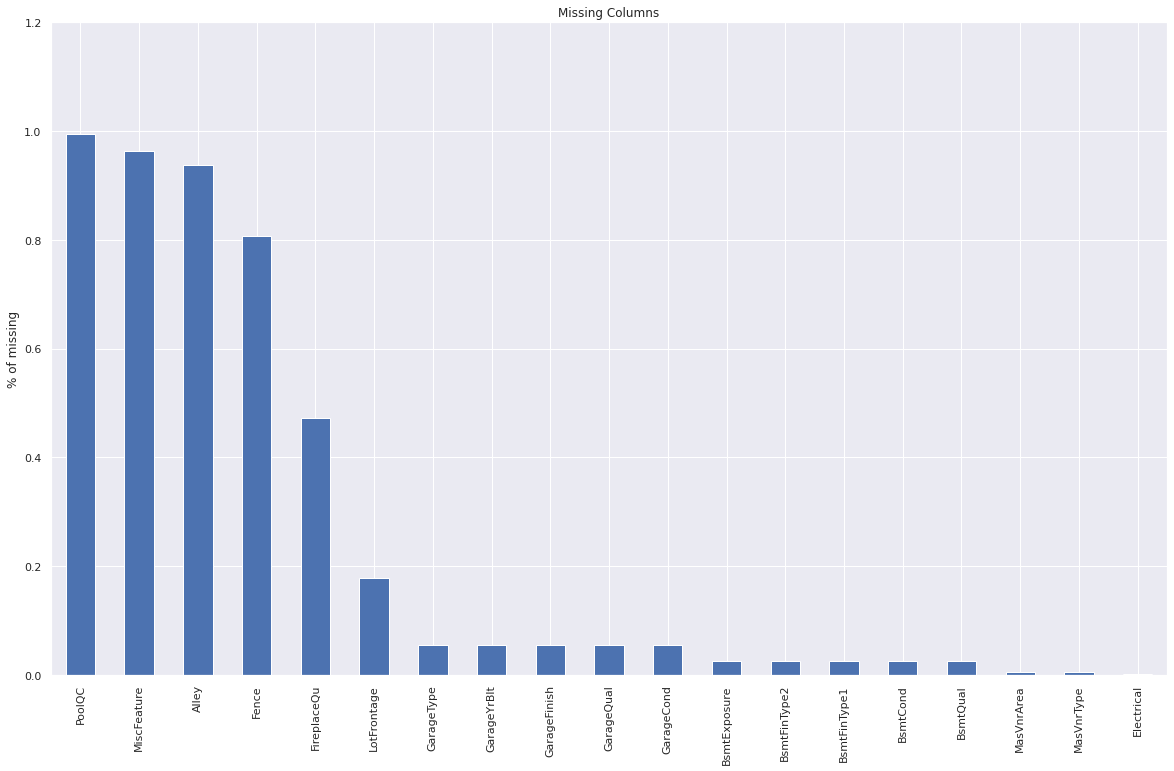 Missing Columns
% of missing
1.2
1.0
0.8
0.6
0.4
0.2
0.0
PoolQC
MiscFeature
Alley
Fence
FireplaceQu
LotFrontage
GarageType
GarageYrBlt
GarageFinish
GarageQual
GarageCond
BsmtExposure
BsmtFinType2
BsmtFinType1
BsmtCond
BsmtQual
MasVnrArea
MasVnrType
Electrical